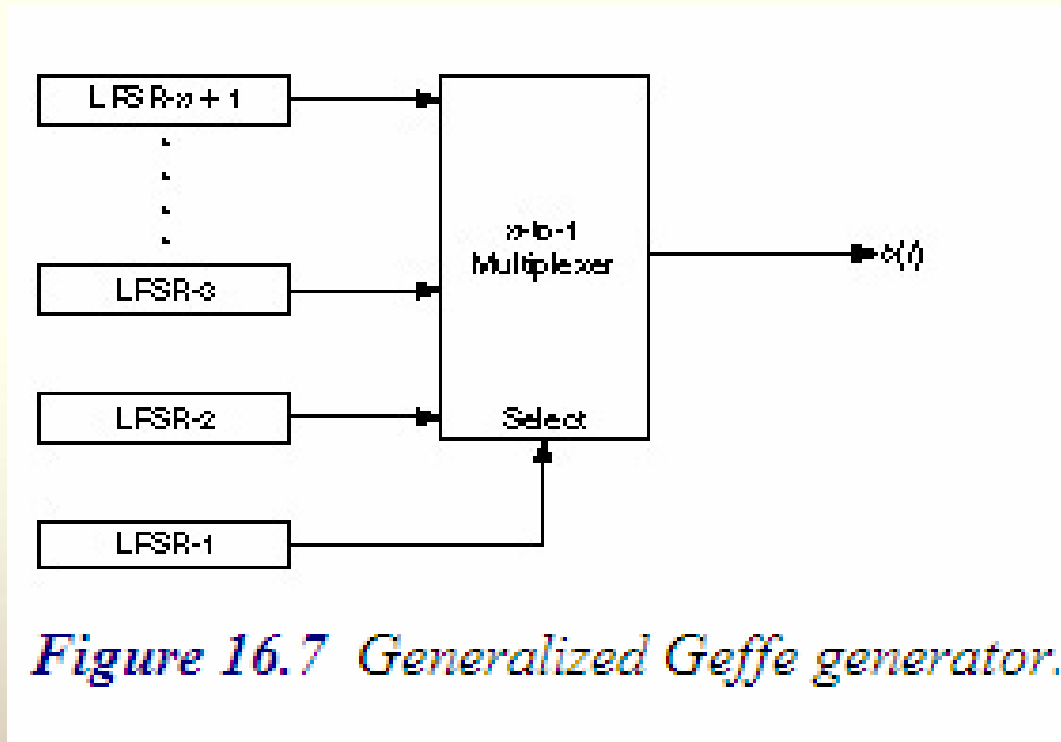 LFSR-n + 1
LFSR-3
LFSR-2
LFSR-1
n-to-1
Multiplexer
Select
Figure 16.7 Generalized Geffe generator.